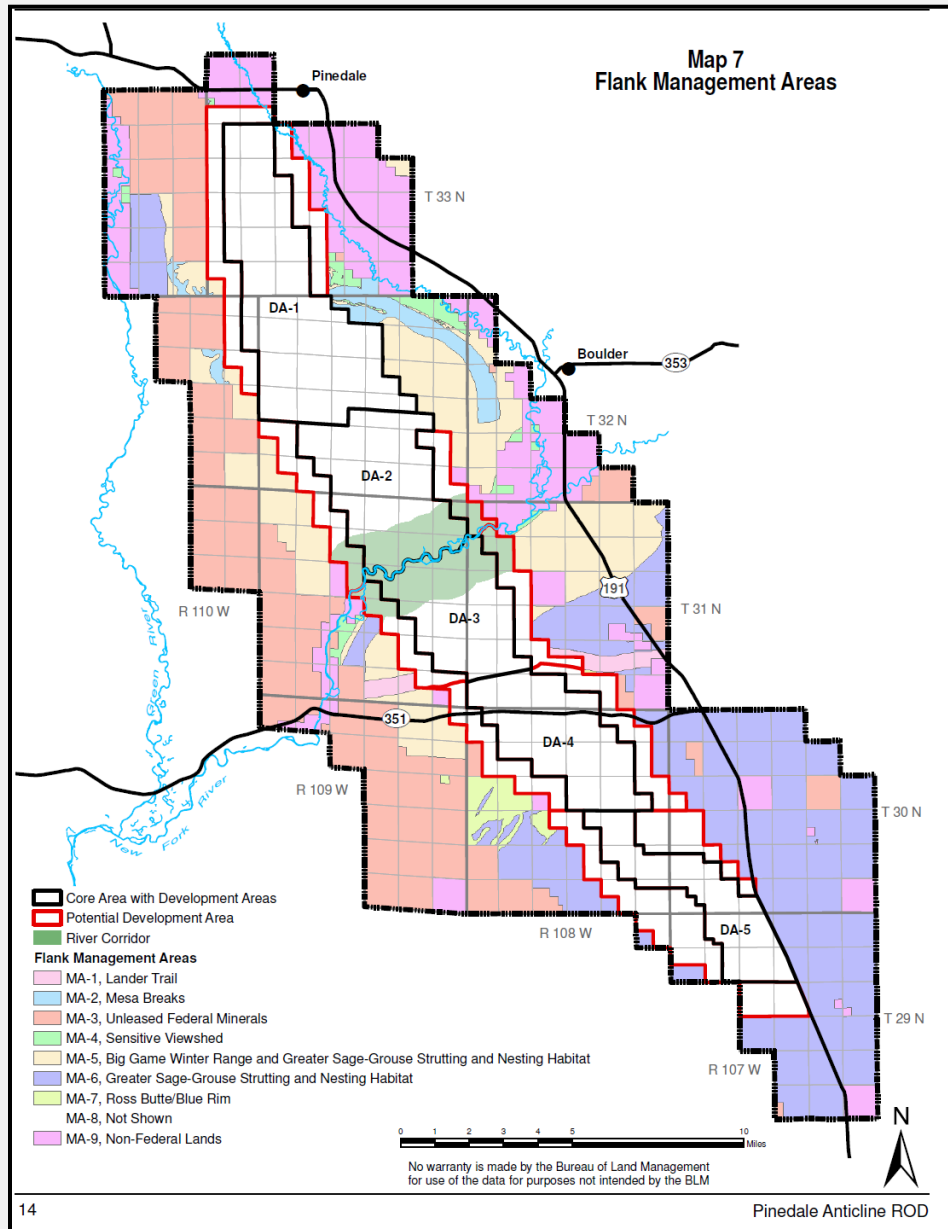 Map 7
Flank Management Areas
Pinedale
T 33 N
DA-1
Boulder
353
T 32 N
DA-2
191
R 110 W
DA-3
T 31 N
Green River
351
DA-4
R 109 W
T 30 N
New Fork River
Core Area with Development Areas
Potential Development Area
River Corridor
Flank Management Areas
MA-1, Lander Trail
MA-2, Mesa Breaks
MA-3, Unleased Federal Minerals
MA-4, Sensitive Viewshed
MA-5, Big Game Winter Range and Greater Sage-Grouse Strutting and Nesting Habitat
MA-6, Greater Sage-Grouse Strutting and Nesting Habitat
MA-7, Ross Butte/Blue Rim
MA-8, Not Shown
MA-9, Non-Federal Lands
R 108 W
DA-5
T 29 N
R 107 W
N
0 1 2 3 4 5 10
Miles
No warranty is made by the Bureau of Land Management
for use of the data for purposes not intended by the BLM
14
Pinedale Anticline ROD